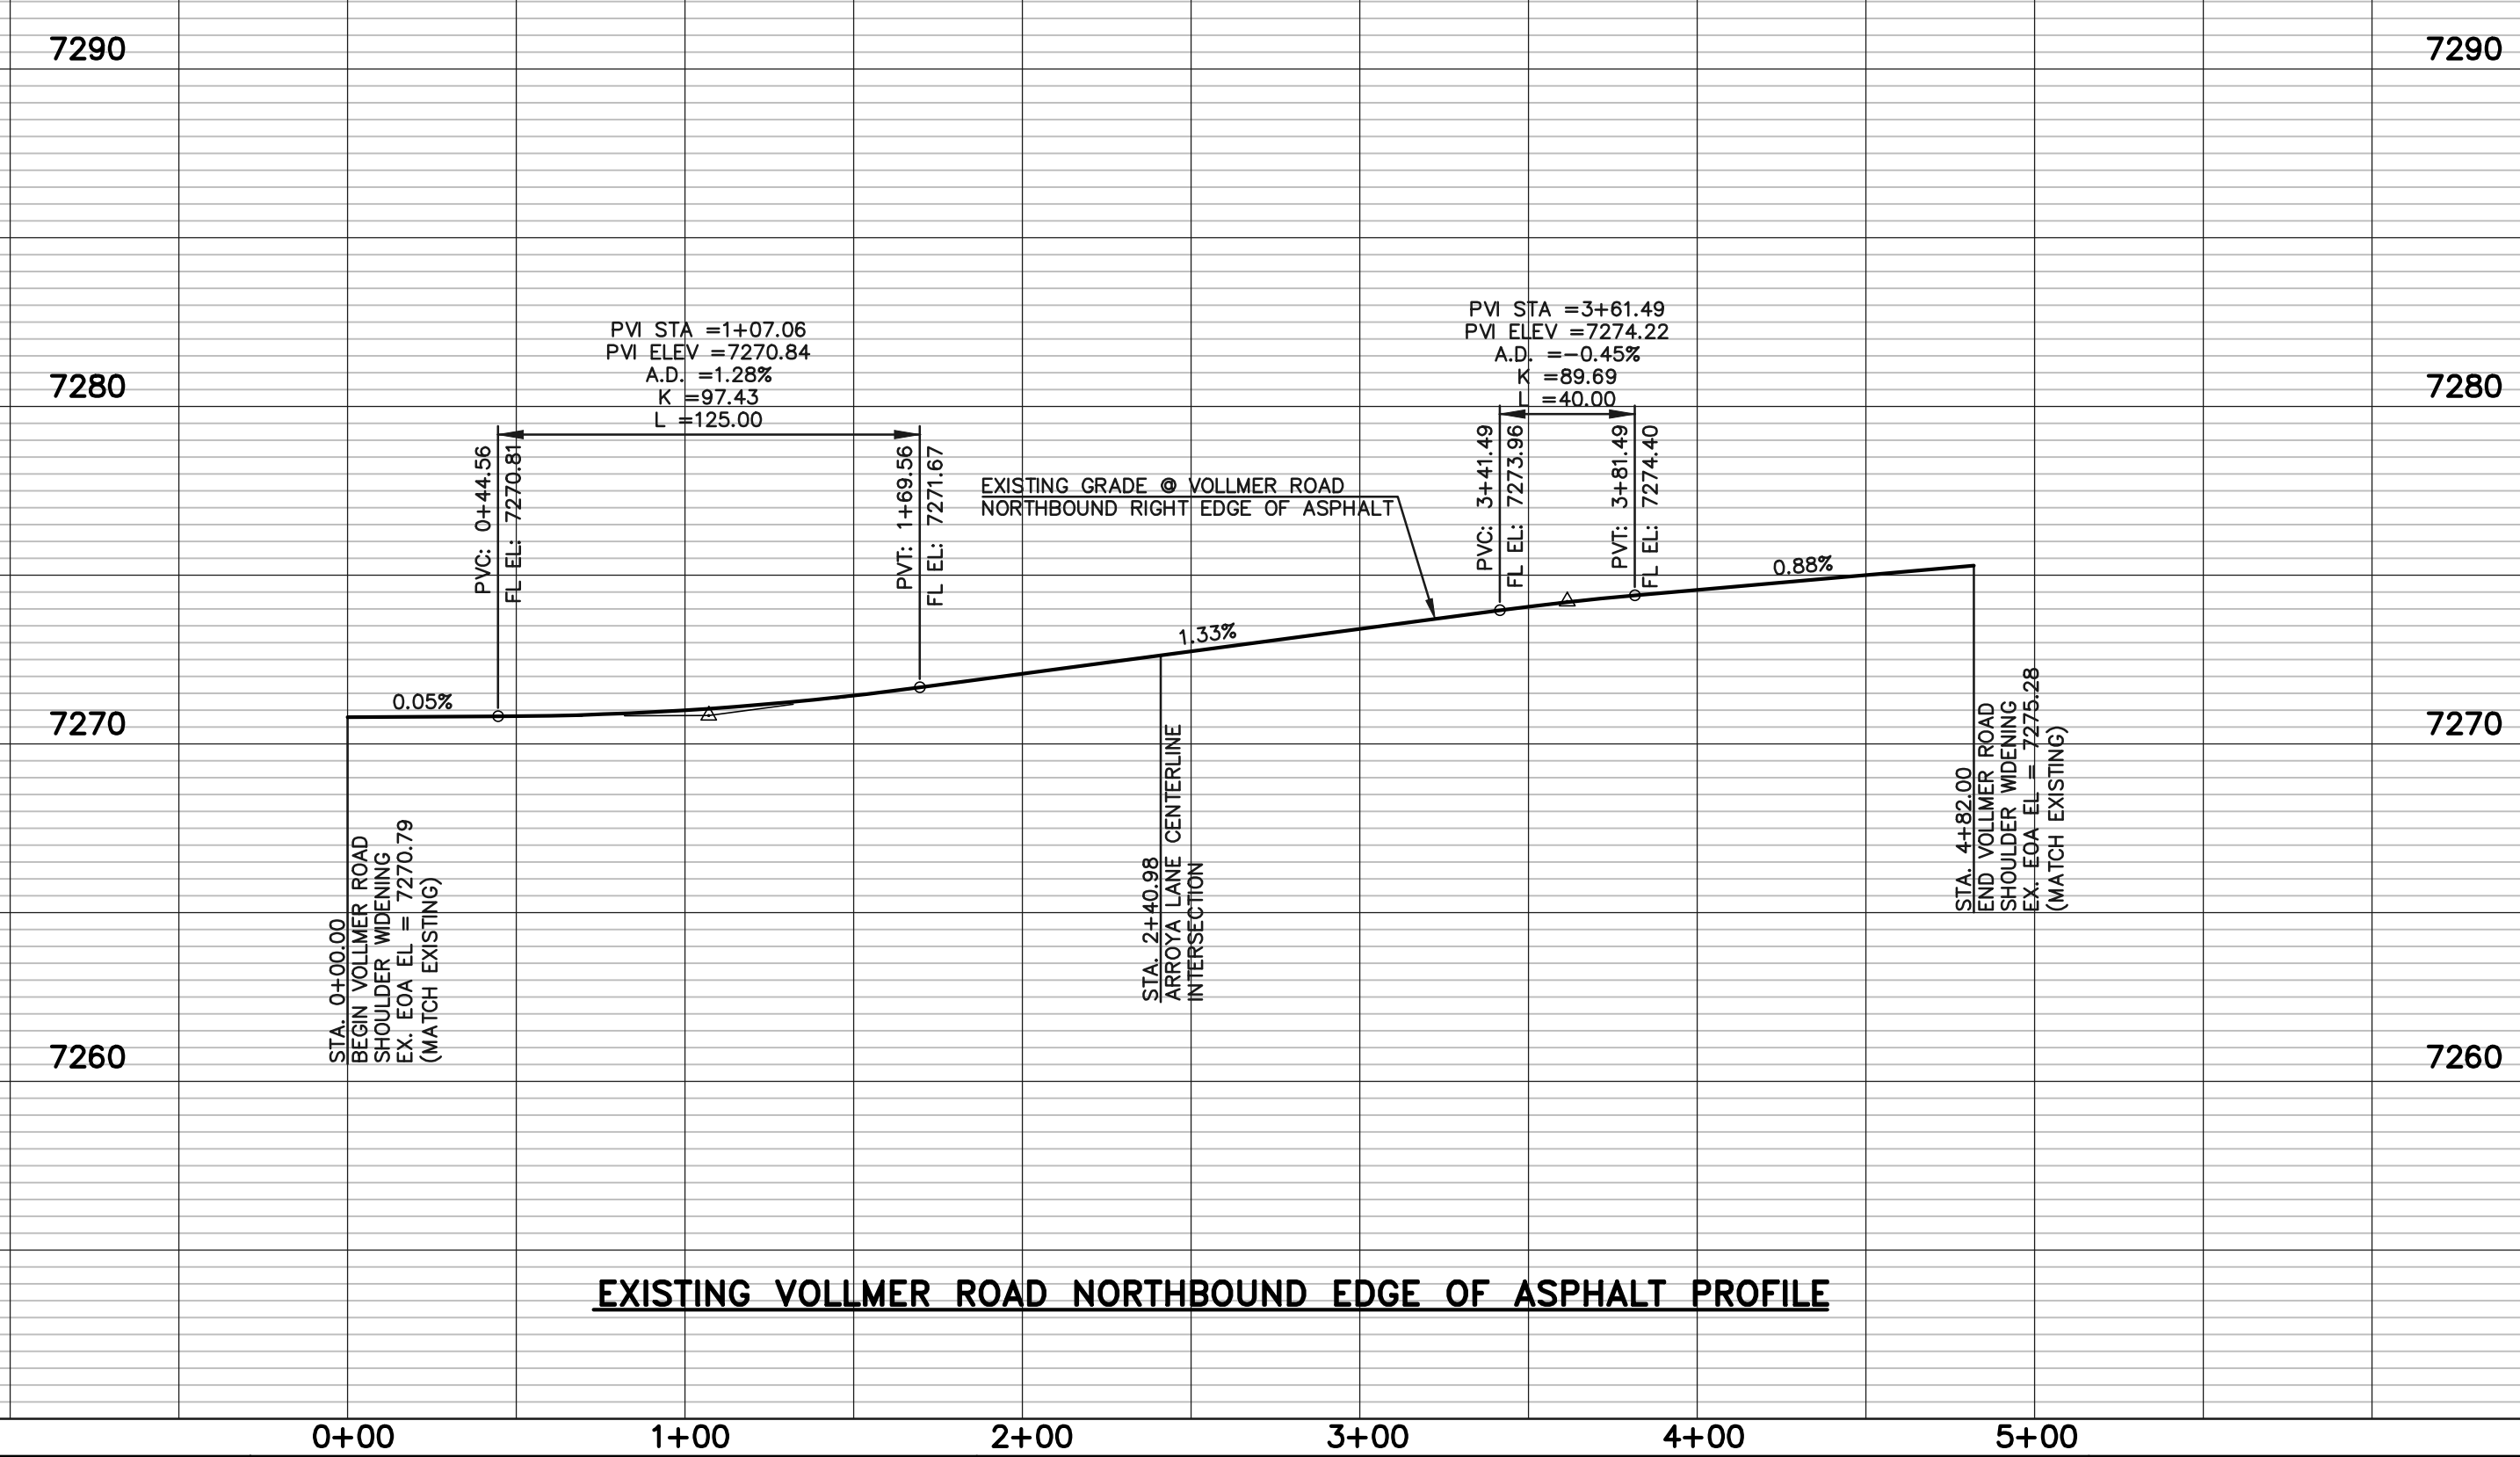 7290
7290
7280
7280
7270
7270
7260
7260
PVI STA =1+07.06
PVI ELEV =7270.84
A.D. =1.28%
K =97.43
L =125.00
PVC: 0+44.56
FL EL: 7270.81
PVT: 1+69.56
FL EL: 7271.67
PVI STA =3+61.49
PVI ELEV =7274.22
A.D. =-0.45%
K =89.69
L =40.00
PVC: 3+41.49
FL EL: 7273.96
PVT: 3+81.49
FL EL: 7274.40
EXISTING GRADE @ VOLLMER ROAD
NORTHBOUND RIGHT EDGE OF ASPHALT
0.05%
1.33%
0.88%
STA. 0+00.00
BEGIN VOLLMER ROAD
SHOULDER WIDENING
EX. EOA EL = 7270.79
(MATCH EXISTING)
STA. 2+40.98
ARROYA LANE CENTERLINE
INTERSECTION
STA. 4+82.00
END VOLLMER ROAD
SHOULDER WIDENING
EX. EOA EL = 7275.28
(MATCH EXISTING)
EXISTING VOLLMER ROAD NORTHBOUND EDGE OF ASPHALT PROFILE
0+00
1+00
2+00
3+00
4+00
5+00